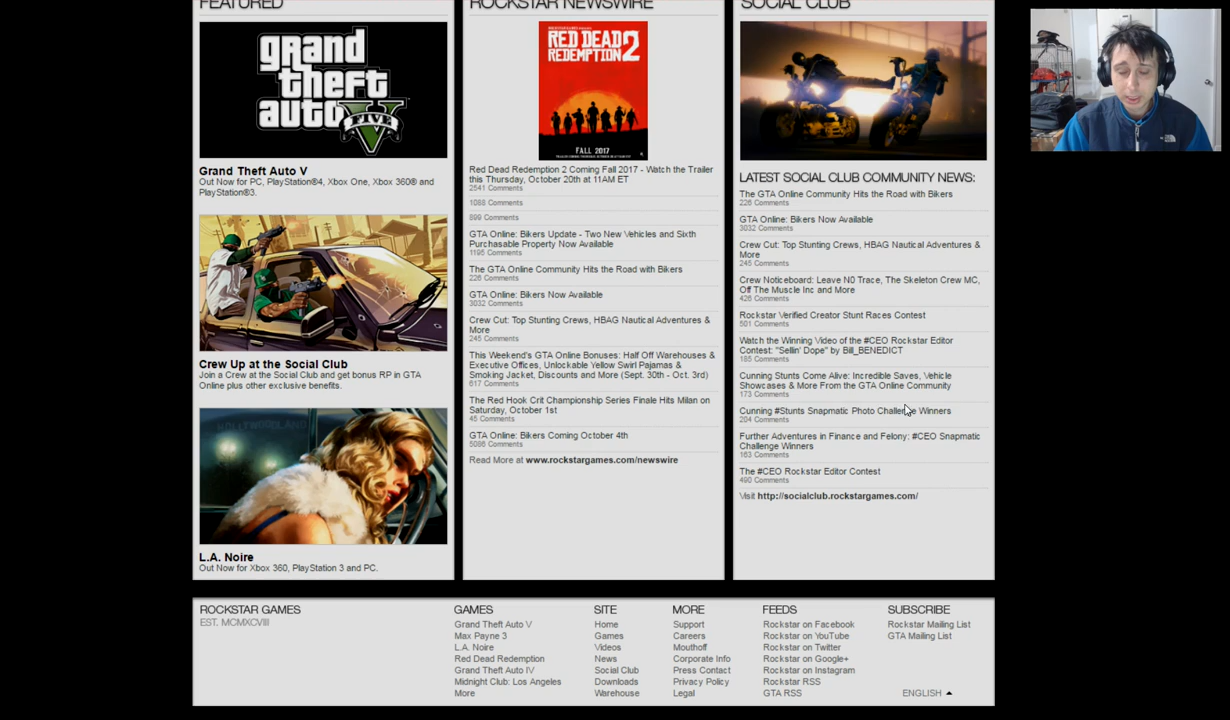 FEATURED
grand
theft
auto
FIVE
Grand Theft Auto V
Out Now for PC, PlayStation®4, Xbox One, Xbox 360® and
PlayStation®3.
Crew Up at the Social Club
Join a Crew at the Social Club and get bonus RP in GTA
Online plus other exclusive benefits.
HOLLYWOODLAND
L.A. Noire
Out Now for Xbox 360, PlayStation 3 and PC.
ROCKSTAR NEWSWIRE
RED DEAD
REDEMPTION 2
FALL 2017
Red Dead Redemption 2 Coming Fall 2017 - Watch the Trailer
this Thursday, October 20th at 11AM ET
2541 Comments
1088 Comments
899 Comments
GTA Online: Bikers Update - Two New Vehicles and Sixth
Purchasable Property Now Available
1195 Comments
The GTA Online Community Hits the Road with Bikers
226 Comments
GTA Online: Bikers Now Available
3032 Comments
Crew Cut: Top Stunting Crews, HBAG Nautical Adventures &
More
245 Comments
This Weekend's GTA Online Bonuses: Half Off Warehouses &
Executive Offices, Unlockable Yellow Swirl Pajamas &
Smoking Jacket, Discounts and More (Sept. 30th - Oct. 3rd)
617 Comments
The Red Hook Crit Championship Series Finale Hits Milan on
Saturday, October 1st
45 Comments
GTA Online: Bikers Coming October 4th
5086 Comments
Read More at www.rockstargames.com/newswire
SOCIAL CLUB
LATEST SOCIAL CLUB COMMUNITY NEWS:
The GTA Online Community Hits the Road with Bikers
226 Comments
GTA Online: Bikers Now Available
3032 Comments
Crew Cut: Top Stunting Crews, HBAG Nautical Adventures &
More
245 Comments
Crew Noticeboard: Leave N0 Trace, The Skeleton Crew MC,
Off The Muscle Inc and More
426 Comments
Rockstar Verified Creator Stunt Races Contest
501 Comments
Watch the Winning Video of the #CEO Rockstar Editor
Contest: "Sellin' Dope" by Bill_BENEDICT
185 Comments
Cunning Stunts Come Alive: Incredible Saves, Vehicle
Showcases & More From the GTA Online Community
173 Comments
Cunning #Stunts Snapmatic Photo Challenge Winners
204 Comments
Further Adventures in Finance and Felony: #CEO Snapmatic
Challenge Winners
163 Comments
The #CEO Rockstar Editor Contest
490 Comments
Visit http://socialclub.rockstargames.com/
ROCKSTAR GAMES
EST. MCMXCVIII
GAMES
Grand Theft Auto V
Max Payne 3
L.A. Noire
Red Dead Redemption
Grand Theft Auto IV
Midnight Club: Los Angeles
More
SITE
Home
Games
Videos
News
Social Club
Downloads
Warehouse
MORE
Support
Careers
Mouthoff
Corporate Info
Press Contact
Privacy Policy
Legal
FEEDS
Rockstar on Facebook
Rockstar on YouTube
Rockstar on Twitter
Rockstar on Google+
Rockstar on Instagram
Rockstar RSS
GTA RSS
SUBSCRIBE
Rockstar Mailing List
GTA Mailing List
ENGLISH